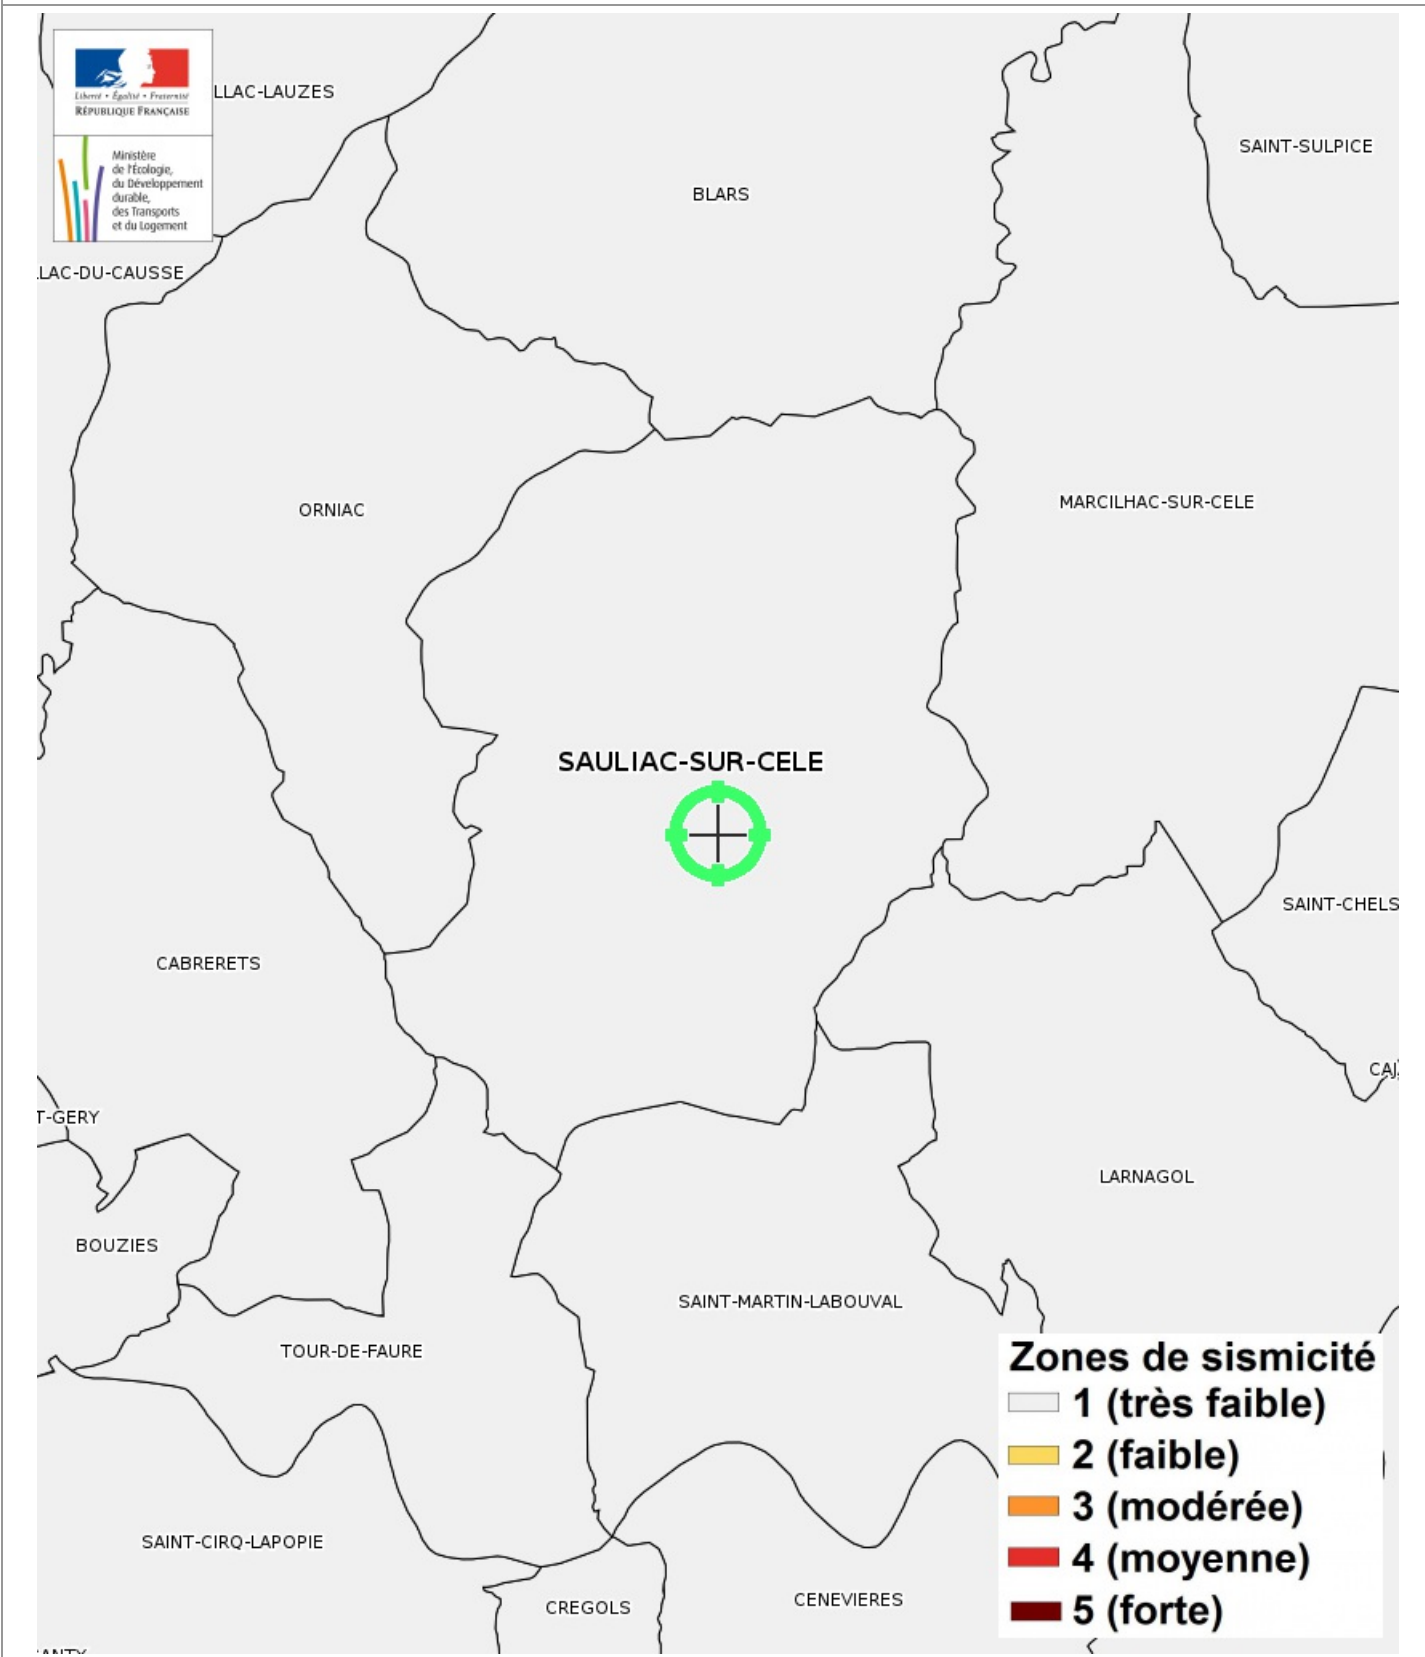 Liberté • Égalité • Fraternité
RÉPUBLIQUE FRANÇAISE
Ministère
de l'Écologie,
du Développement
durable,
des Transports
et du Logement
LLAC-LAUZES
SAINT-SULPICE
BLARS
LAC-DU-CAUSSE
ORNIAC
MARCILHAC-SUR-CELE
SAULIAC-SUR-CELE
SAINT-CHELS
CABRERETS
CAJ
T-GERY
LARNAGOL
BOUZIES
SAINT-MARTIN-LABOUVAL
TOUR-DE-FAURE
Zones de sismicité
1 (très faible)
2 (faible)
3 (modérée)
4 (moyenne)
5 (forte)
SAINT-CIRQ-LAPOPIE
CENEVIERES
CREGOLS